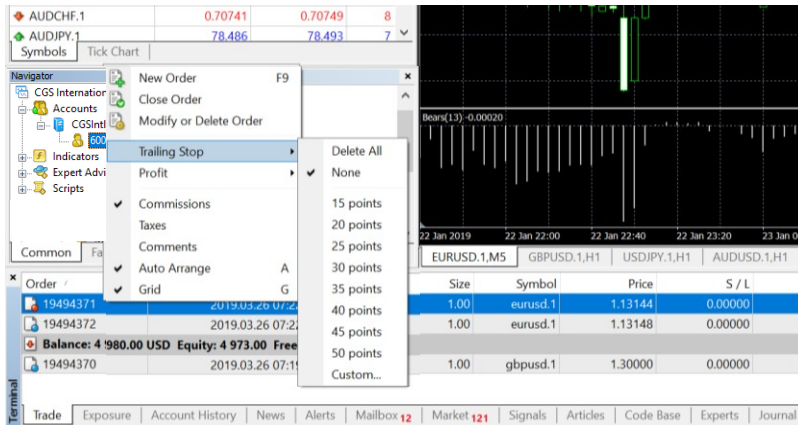 AUDCHF.1 0.70741 0.70749 8
AUDJPY.1 78.486 78.493 7
Symbols Tick Chart
Navigator
CGS Internation
Accounts
CGSIntl
600
Indicators
Expert Advi
Scripts
Common Fa
New Order F9
Close Order
Modify or Delete Order
Trailing Stop
Profit
Commissions
Taxes
Comments
Auto Arrange A
Grid G
Delete All
None
15 points
20 points
25 points
30 points
35 points
40 points
45 points
50 points
Custom...
Bears(13) -0.00020
22 Jan 2019 22 Jan 22:00 22 Jan 22:40 22 Jan 23:20 23 Jan 0
EURUSD.1,M5 GBPUSD.1,H1 USDJPY.1,H1 AUDUSD.1,H1
Order / Size Symbol Price S / L
19494371 2019.03.26 07:22 1.00 eurusd.1 1.13144 0.00000
19494372 2019.03.26 07:22 1.00 eurusd.1 1.13148 0.00000
Balance: 4 980.00 USD Equity: 4 973.00 Free
19494370 2019.03.26 07:19 1.00 gbpusd.1 1.30000 0.00000
Terminal
Trade Exposure Account History News Alerts Mailbox 12 Market 121 Signals Articles Code Base Experts Journal